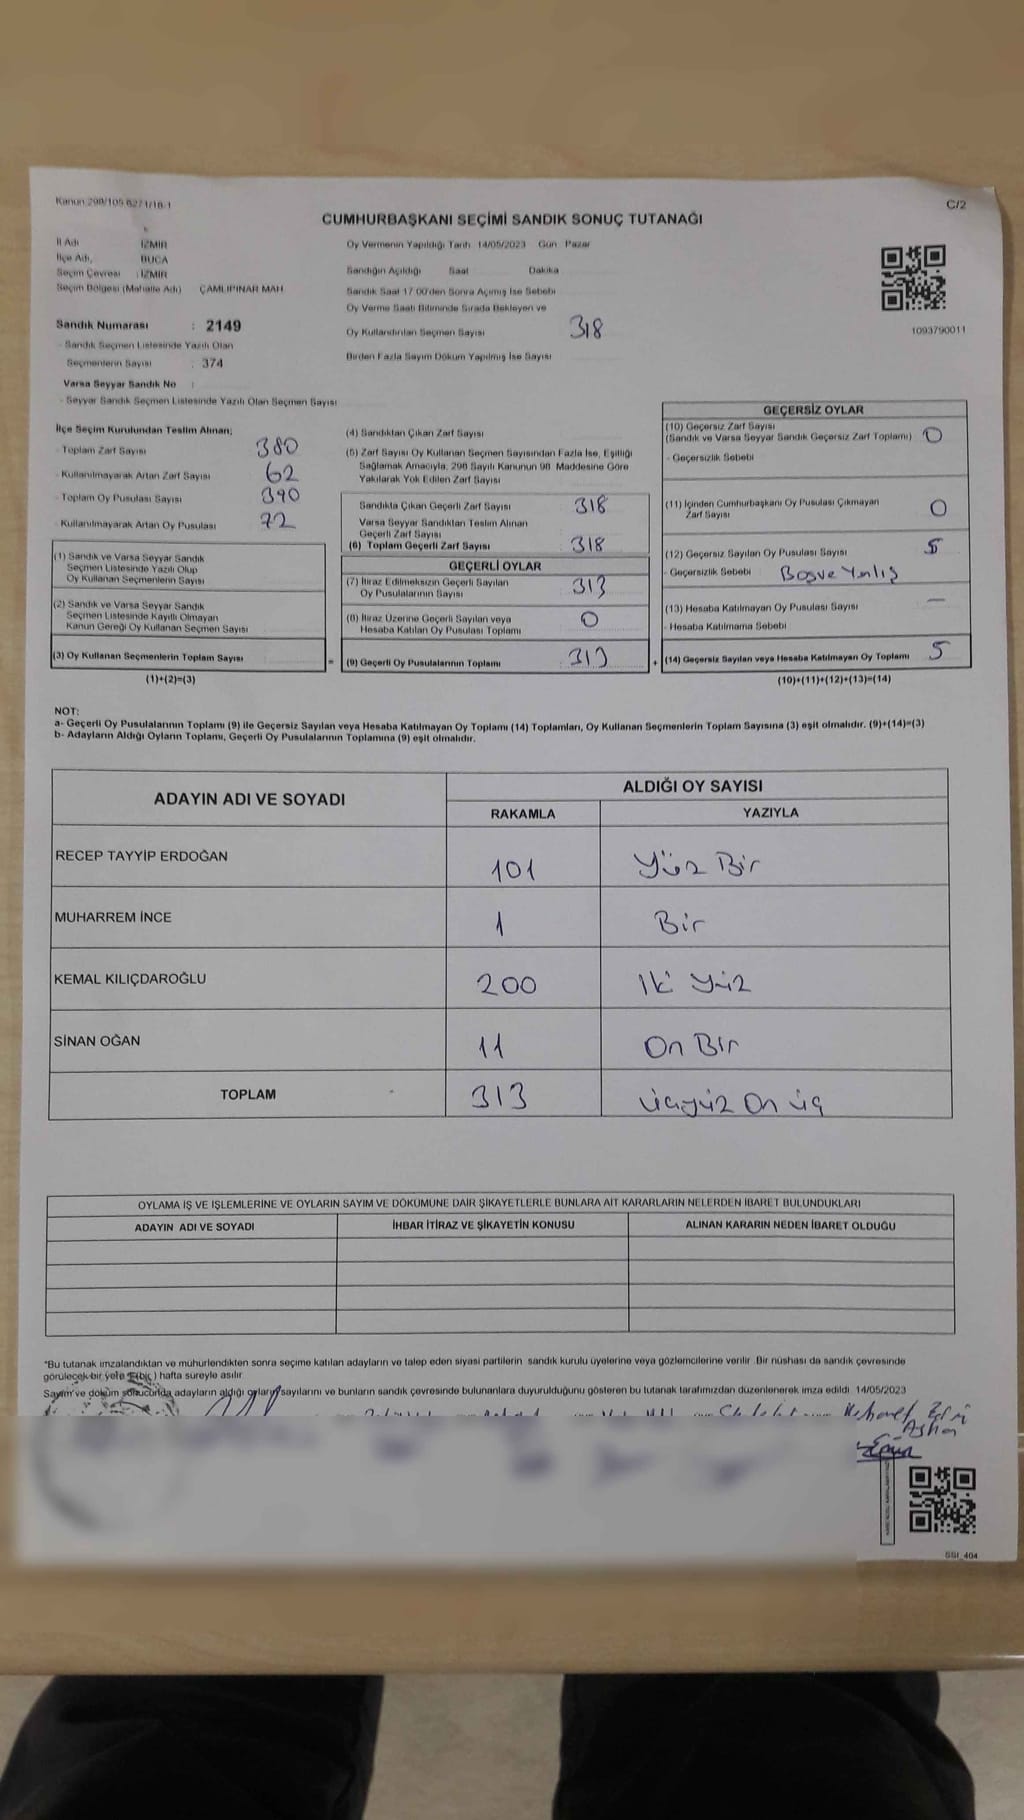 Kanun 298/105.6271/18.1
C/2
CUMHURBAŞKANI SEÇİMİ SANDIK SONUÇ TUTANAĞI
İl Adı İZMİR
İlçe Adı, BUCA
Seçim Çevresi : İZMİR
Seçim Bölgesi (Mahalle Adı) ÇAMLIPINAR MAH
Oy Vermenin Yapıldığı Tarih 14/05/2023 Gün Pazar
Sandığın Açıldığı Saat Dakika
Sandık Saat 17:00'den Sonra Açılmış İse Sebebi
Oy Verme Saati Bitiminde Sırada Bekleyen ve
Oy Kullandırılan Seçmen Sayısı 318
Birden Fazla Sayım Döküm Yapılmış İse Sayısı
1093790011
Sandık Numarası : 2149
- Sandık Seçmen Listesinde Yazılı Olan
Seçmenlerin Sayısı : 374
Varsa Seyyar Sandık No :
- Seyyar Sandık Seçmen Listesinde Yazılı Olan Seçmen Sayısı
İlçe Seçim Kurulundan Teslim Alınan;
- Toplam Zarf Sayısı 380
- Kullanılmayarak Artan Zarf Sayısı 62
- Toplam Oy Pusulası Sayısı 390
- Kullanılmayarak Artan Oy Pusulası 72
(1) Sandık ve Varsa Seyyar Sandık
Seçmen Listesinde Yazılı Olup
Oy Kullanan Seçmenlerin Sayısı
(2) Sandık ve Varsa Seyyar Sandık
Seçmen Listesinde Kayıtlı Olmayan
Kanun Gereği Oy Kullanan Seçmen Sayısı
(3) Oy Kullanan Seçmenlerin Toplam Sayısı
(1)+(2)=(3)
(4) Sandıktan Çıkan Zarf Sayısı
(5) Zarf Sayısı Oy Kullanan Seçmen Sayısından Fazla İse, Eşitliği
Sağlamak Amacıyla, 298 Sayılı Kanunun 98. Maddesine Göre
Yakılarak Yok Edilen Zarf Sayısı
Sandıkta Çıkan Geçerli Zarf Sayısı 318
Varsa Seyyar Sandıktan Teslim Alınan
Geçerli Zarf Sayısı
(6) Toplam Geçerli Zarf Sayısı 318
GEÇERLİ OYLAR
(7) İtiraz Edilmeksizin Geçerli Sayılan
Oy Pusulalarının Sayısı 313
(8) İtiraz Üzerine Geçerli Sayılan veya
Hesaba Katılan Oy Pusulası Toplamı 0
= (9) Geçerli Oy Pusulalarının Toplamı : 313
GEÇERSİZ OYLAR
(10) Geçersiz Zarf Sayısı
(Sandık ve Varsa Seyyar Sandık Geçersiz Zarf Toplamı) 0
- Geçersizlik Sebebi
(11) İçinden Cumhurbaşkanı Oy Pusulası Çıkmayan
Zarf Sayısı 0
(12) Geçersiz Sayılan Oy Pusulası Sayısı 5
- Geçersizlik Sebebi Boş ve Yanlış
(13) Hesaba Katılmayan Oy Pusulası Sayısı —
- Hesaba Katılmama Sebebi
+ (14) Geçersiz Sayılan veya Hesaba Katılmayan Oy Toplamı 5
(10)+(11)+(12)+(13)=(14)
NOT:
a- Geçerli Oy Pusulalarının Toplamı (9) ile Geçersiz Sayılan veya Hesaba Katılmayan Oy Toplamı (14) Toplamları, Oy Kullanan Seçmenlerin Toplam Sayısına (3) eşit olmalıdır. (9)+(14)=(3)
b- Adayların Aldığı Oyların Toplamı, Geçerli Oy Pusulalarının Toplamına (9) eşit olmalıdır.
ADAYIN ADI VE SOYADI
ALDIĞI OY SAYISI
RAKAMLA YAZIYLA
RECEP TAYYİP ERDOĞAN 101 Yüz Bir
MUHARREM İNCE 1 Bir
KEMAL KILIÇDAROĞLU 200 İki yüz
SİNAN OĞAN 11 On Bir
TOPLAM 313 üçyüz On üç
OYLAMA İŞ VE İŞLEMLERİNE VE OYLARIN SAYIM VE DÖKÜMÜNE DAİR ŞİKAYETLERLE BUNLARA AİT KARARLARIN NELERDEN İBARET BULUNDUKLARI
ADAYIN ADI VE SOYADI İHBAR İTİRAZ VE ŞİKAYETİN KONUSU ALINAN KARARIN NEDEN İBARET OLDUĞU
*Bu tutanak imzalandıktan ve mühürlendikten sonra seçime katılan adayların ve talep eden siyasi partilerin sandık kurulu üyelerine veya gözlemcilerine verilir. Bir nüshası da sandık çevresinde
görülecek bir yere 1(bir) hafta süreyle asılır
Sayım ve döküm sonucunda adayların aldığı oyların sayılarını ve bunların sandık çevresinde bulunanlara duyurulduğunu gösteren bu tutanak tarafımızdan düzenlenerek imza edildi. 14/05/2023
SSI_404